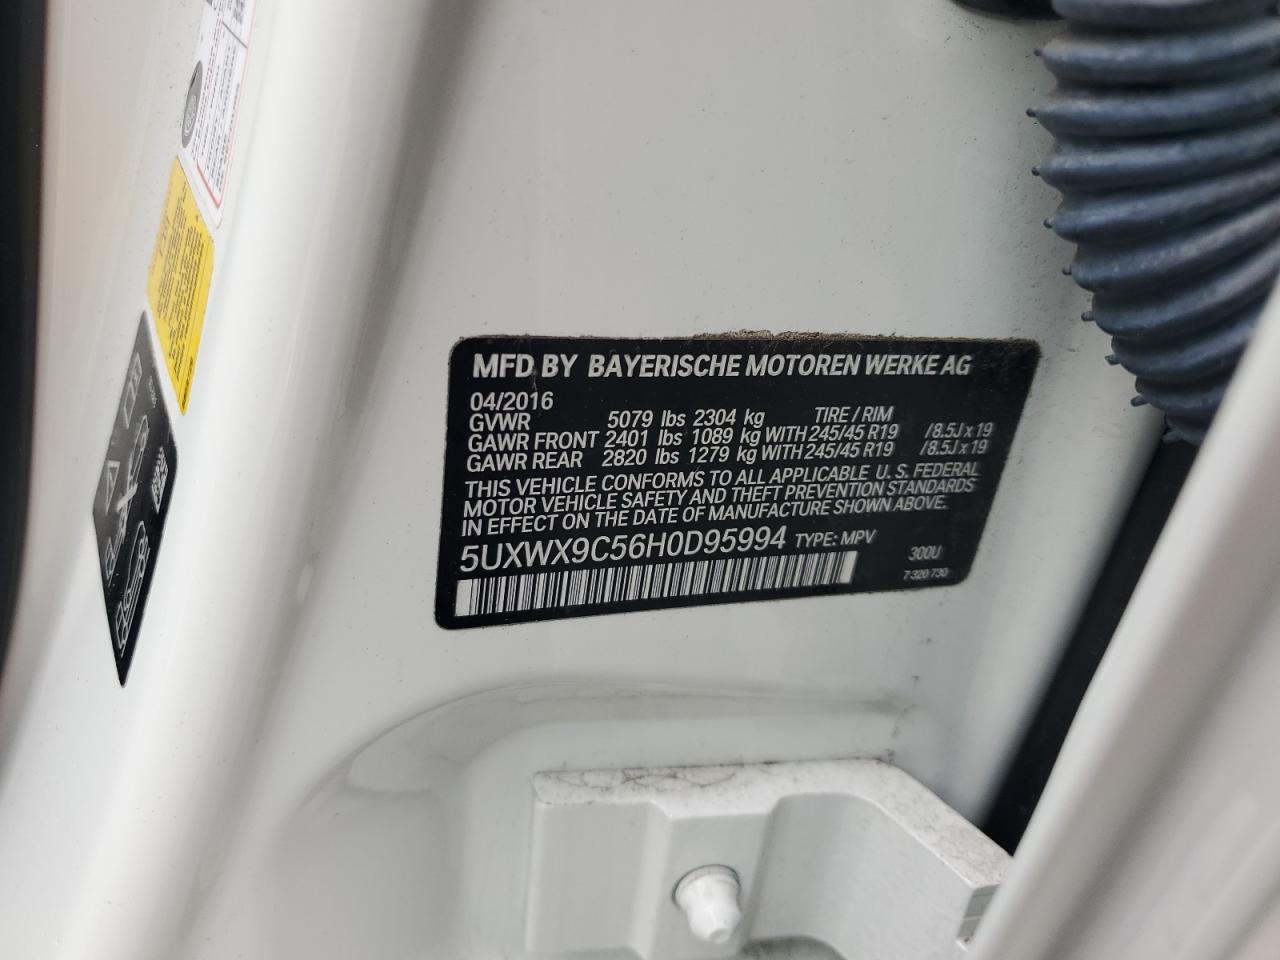 MFD BY BAYERISCHE MOTOREN WERKE AG
04/2016
GVWR 5079 lbs 2304 kg TIRE / RIM
GAWR FRONT 2401 lbs 1089 kg WITH 245/45 R19 /8.5J x 19
GAWR REAR 2820 lbs 1279 kg WITH 245/45 R19 /8.5J x 19
THIS VEHICLE CONFORMS TO ALL APPLICABLE U.S. FEDERAL
MOTOR VEHICLE SAFETY AND THEFT PREVENTION STANDARDS
IN EFFECT ON THE DATE OF MANUFACTURE SHOWN ABOVE.
5UXWX9C56H0D95994 TYPE: MPV
300U
7 320 730